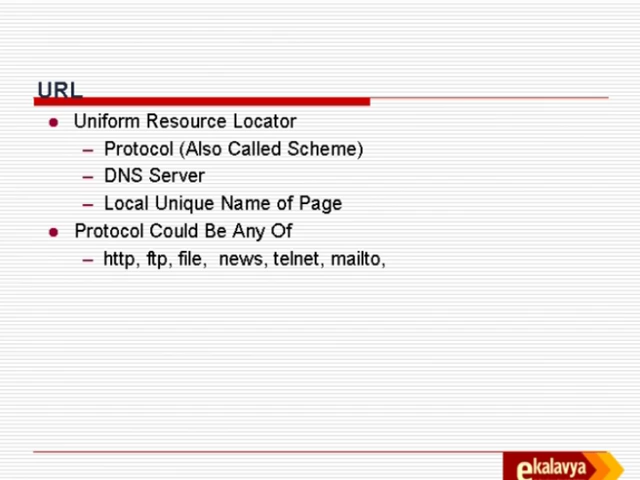 URL
● Uniform Resource Locator
– Protocol (Also Called Scheme)
– DNS Server
– Local Unique Name of Page
● Protocol Could Be Any Of
– http, ftp, file,  news, telnet, mailto,
ekalavya